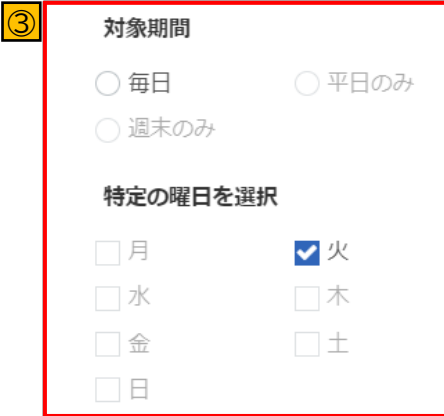 ③
対象期間
毎日 平日のみ
週末のみ
特定の曜日を選択
月 火
水 木
金 土
日